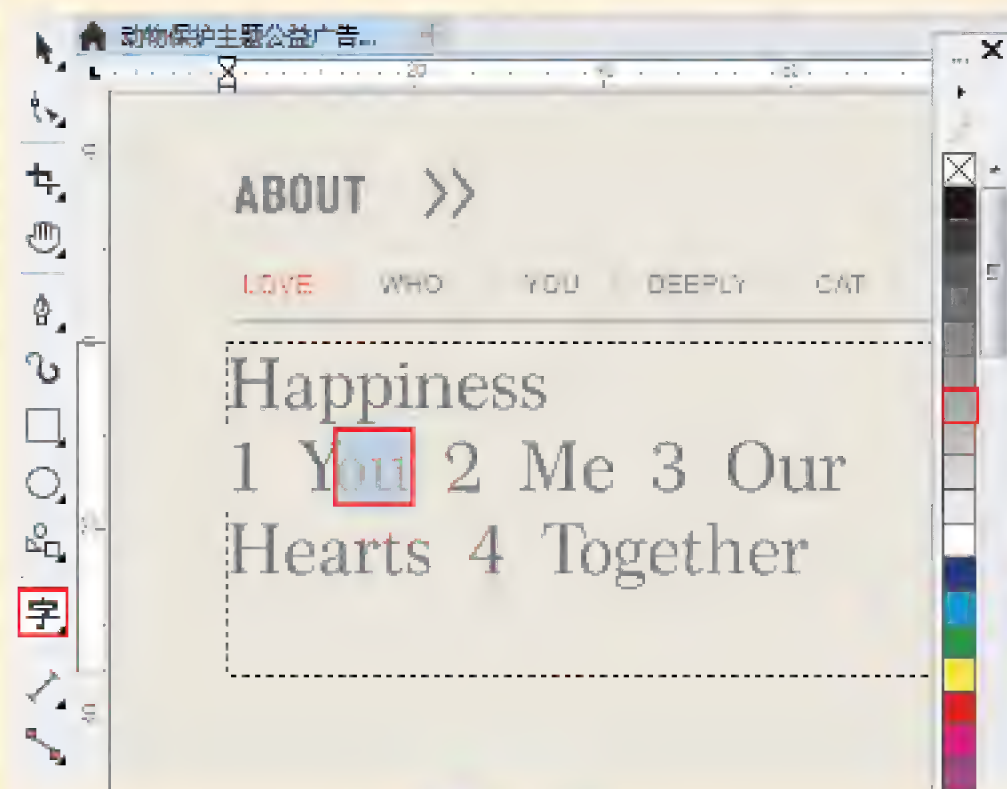 动物保护主题公益广告...
20
ABOUT >>
LOVE WHO YOU DEEPLY CAT
Happiness
1 You 2 Me 3 Our
Hearts 4 Together
字